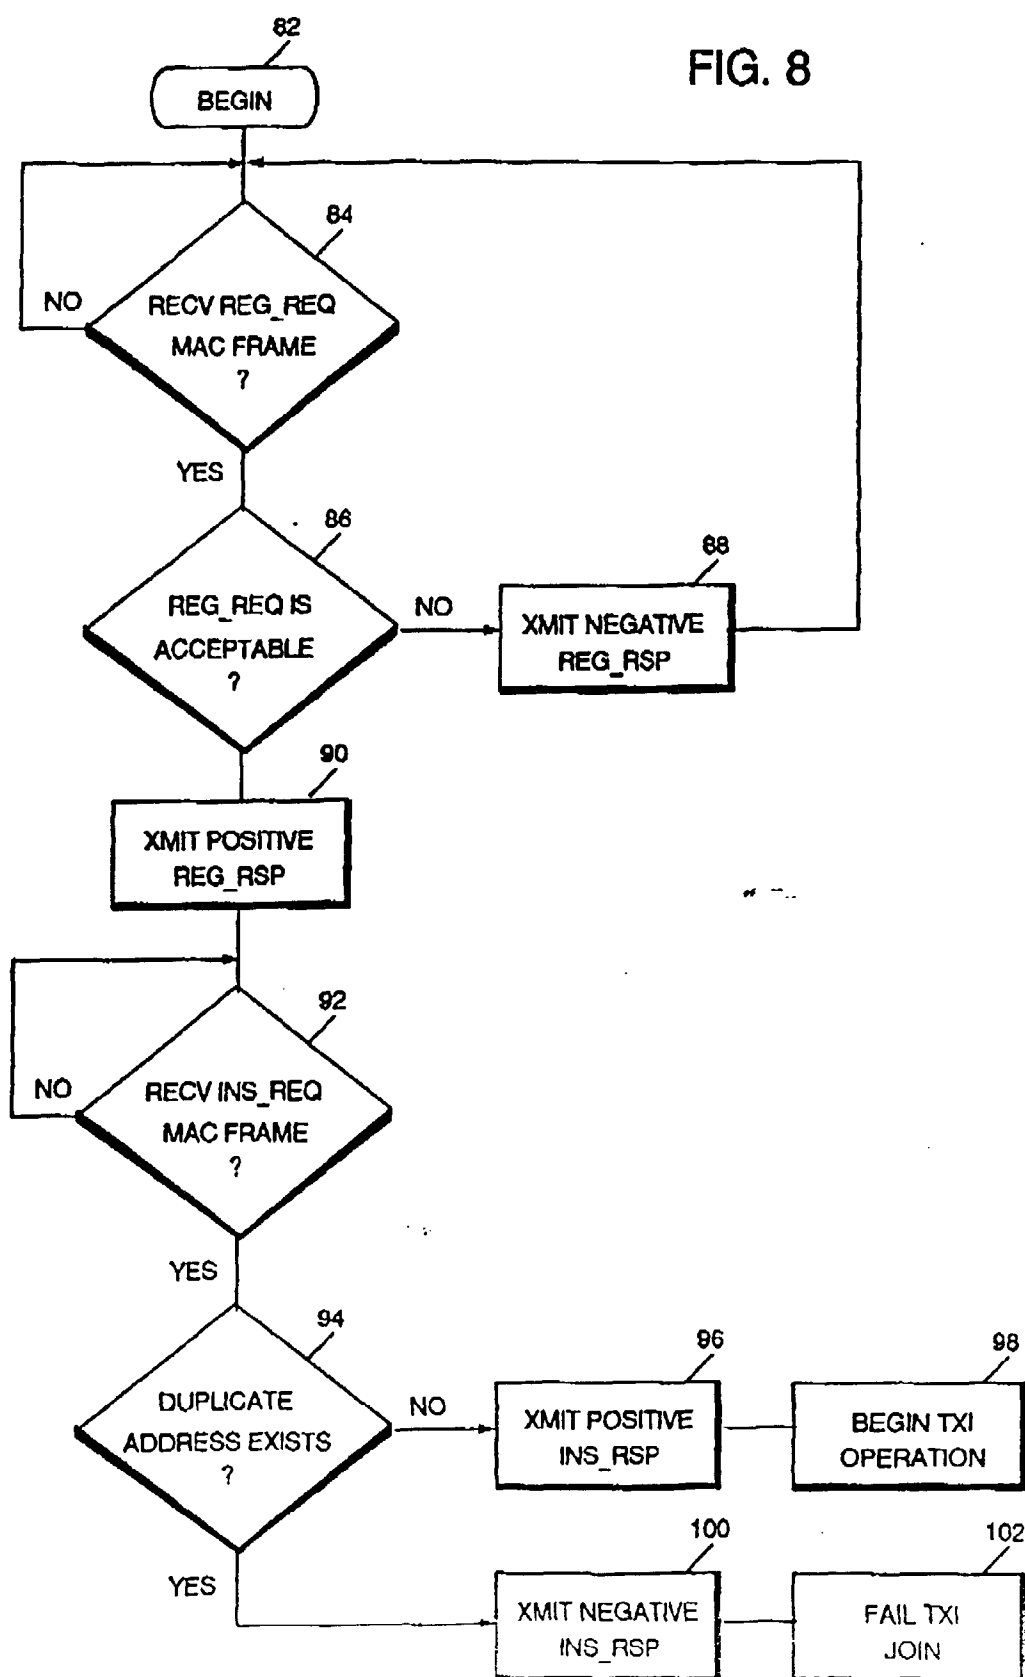 82
FIG. 8
BEGIN
84
NO
RECV REG_REQ
MAC FRAME
?
YES
86
REG_REQ IS
ACCEPTABLE
?
NO
88
XMIT NEGATIVE
REG_RSP
90
XMIT POSITIVE
REG_RSP
92
NO
RECV INS_REQ
MAC FRAME
?
YES
94
DUPLICATE
ADDRESS EXISTS
?
NO
96
XMIT POSITIVE
INS_RSP
98
BEGIN TXI
OPERATION
YES
100
XMIT NEGATIVE
INS_RSP
102
FAIL TXI
JOIN